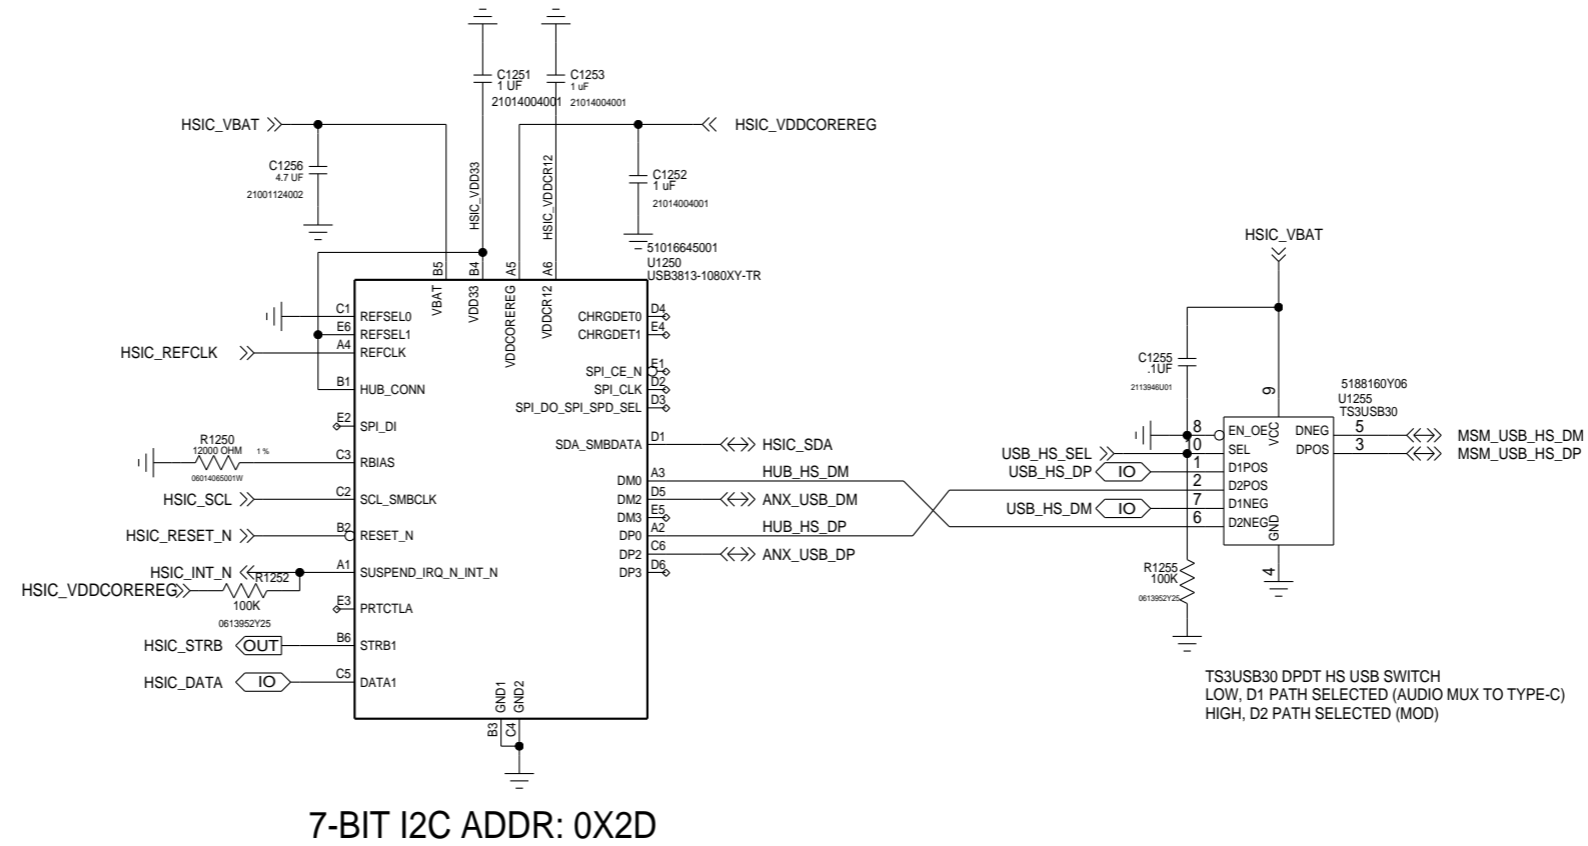 C1251
1 UF
21014004001
C1253
1 uF
21014004001
HSIC_VBAT
HSIC_VDDCOREREG
C1256
4.7 UF
21001124002
HSIC_VDD33
HSIC_VDDCR12
C1252
1 uF
21014004001
51016645001
U1250
USB3813-1080XY-TR
B5
B4
A5
A6
VBAT
VDD33
VDDCOREREG
VDDCR12
C1
REFSEL0
E6
REFSEL1
HSIC_REFCLK
A4
REFCLK
B1
HUB_CONN
E2
SPI_DI
R1250
12000 OHM
1 %
06014065001W
C3
RBIAS
HSIC_SCL
C2
SCL_SMBCLK
HSIC_RESET_N
B2
RESET_N
HSIC_INT_N
A1
SUSPEND_IRQ_N_INT_N
HSIC_VDDCOREREG
R1252
100K
0613952Y25
E3
PRTCTLA
HSIC_STRB
OUT
B6
STRB1
HSIC_DATA
IO
C5
DATA1
GND1
GND2
B3
C4
CHRGDET0
D4
CHRGDET1
E4
SPI_CE_N
E1
SPI_CLK
D2
SPI_DO_SPI_SPD_SEL
D3
SDA_SMBDATA
D1
HSIC_SDA
DM0
A3
HUB_HS_DM
DM2
D5
ANX_USB_DM
DM3
E5
DP0
A2
HUB_HS_DP
DP2
C6
ANX_USB_DP
DP3
D6
HSIC_VBAT
C1255
.1UF
2113946U01
9
5188160Y06
U1255
TS3USB30
8
EN_OE
VCC
DNEG
5
MSM_USB_HS_DM
USB_HS_SEL
0
SEL
DPOS
3
MSM_USB_HS_DP
USB_HS_DP
IO
1
D1POS
2
D2POS
USB_HS_DM
IO
7
D1NEG
6
D2NEG
GND
4
R1255
100K
0613952Y25
TS3USB30 DPDT HS USB SWITCH
LOW, D1 PATH SELECTED (AUDIO MUX TO TYPE-C)
HIGH, D2 PATH SELECTED (MOD)
7-BIT I2C ADDR: 0X2D